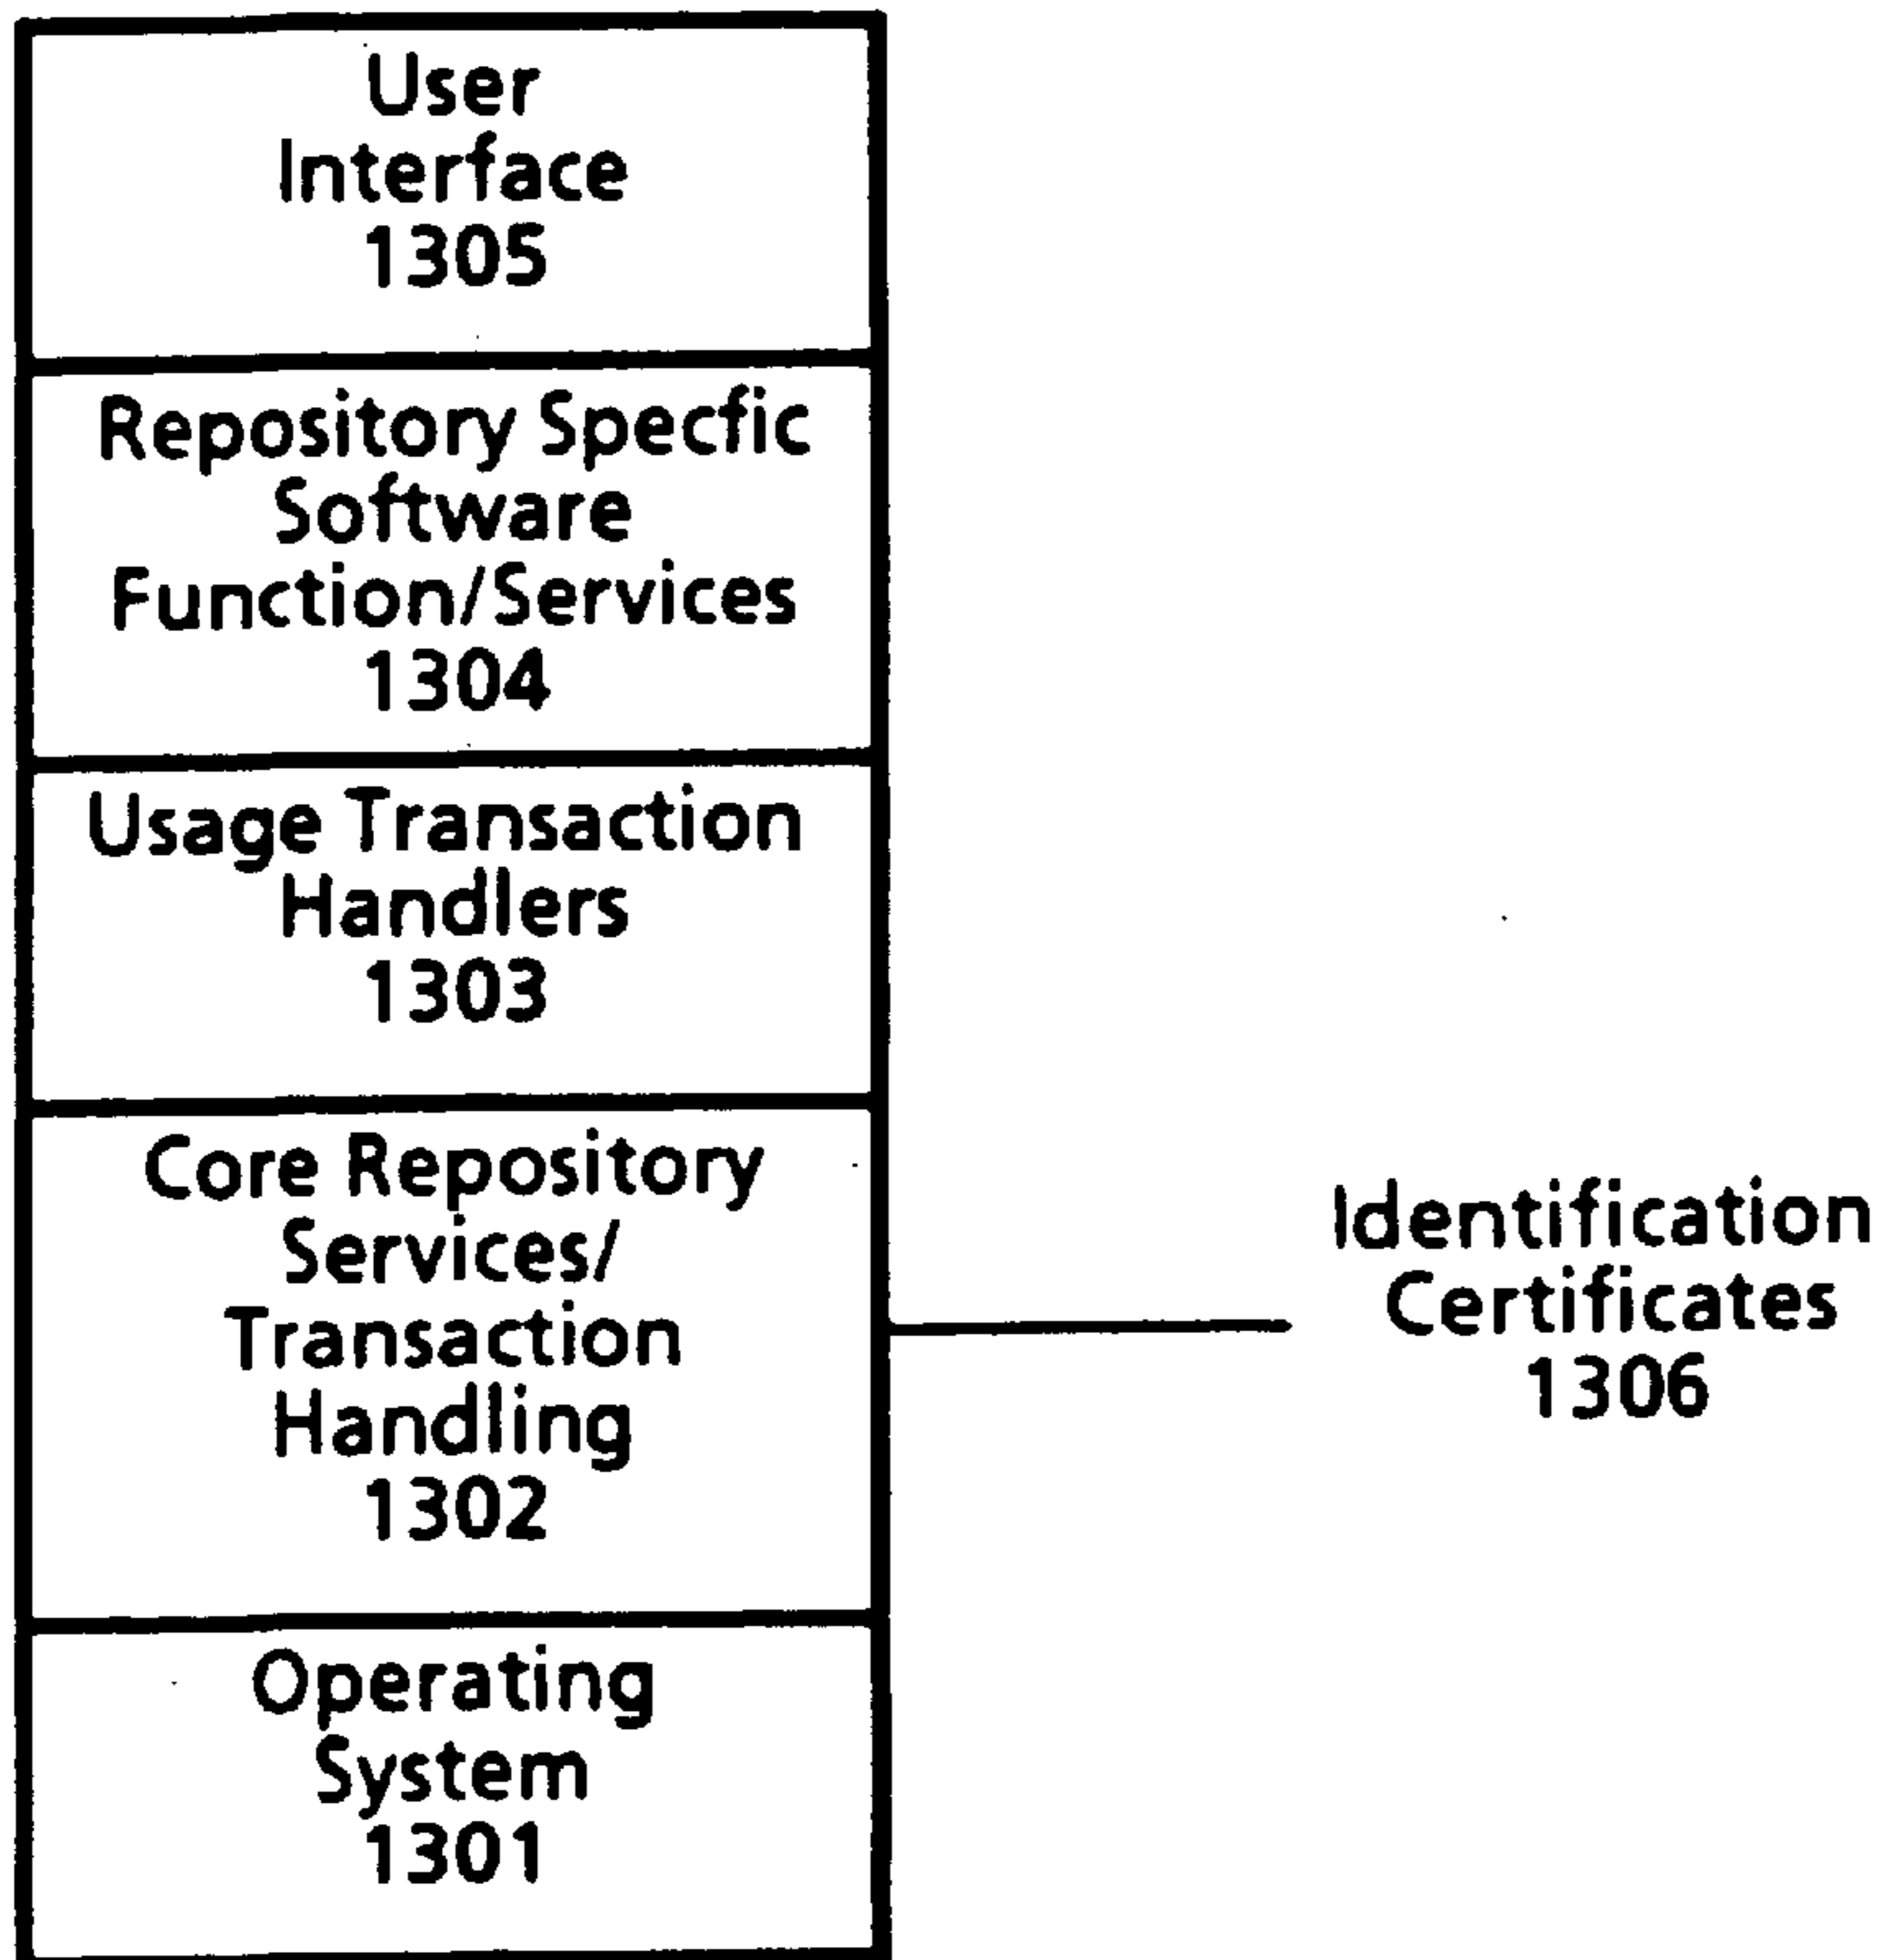 User
Interface
1305
Repository Specfic
Software
Function/Services
1304
Usage Transaction
Handlers
1303
Core Repository
Services/
Transaction
Handling
1302
Identification
Certificates
1306
Operating
System
1301